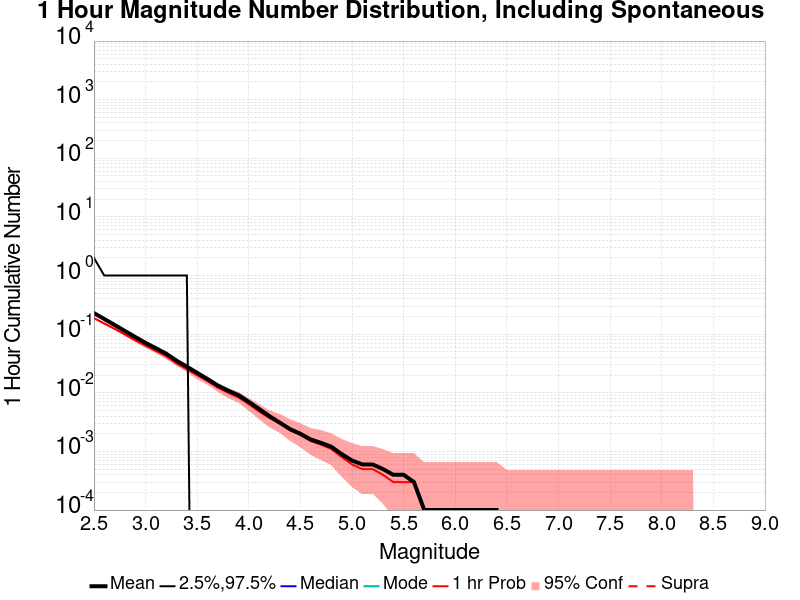 1 Hour Magnitude Number Distribution, Including Spontaneous
10^4
10^3
10^2
10^1
10^0
10^-1
10^-2
10^-3
10^-4
1 Hour Cumulative Number
2.5 3.0 3.5 4.0 4.5 5.0 5.5 6.0 6.5 7.0 7.5 8.0 8.5 9.0
Magnitude
Mean 2.5%,97.5% Median Mode 1 hr Prob 95% Conf Supra